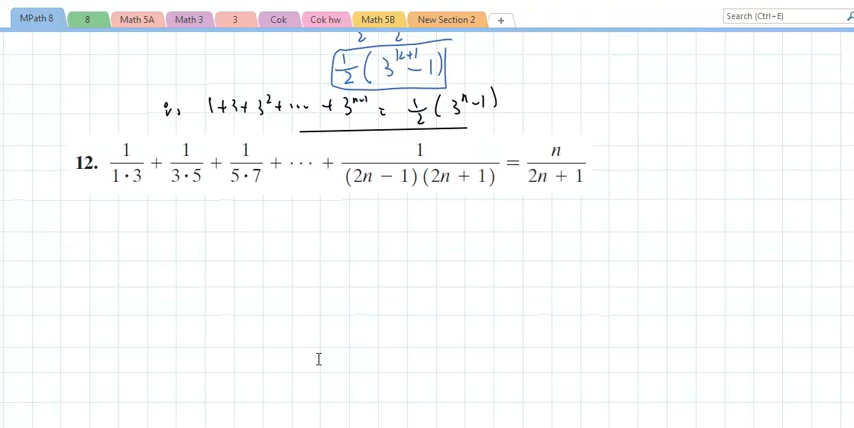 MPath 8 8 Math 5A Math 3 3 Cok Cok hw Math 5B New Section 2 + Search (Ctrl+E)
2 2
1/2 ( 3^{k+1} - 1 )
1 + 3 + 3² + ... + 3^{n-1} = 1/2 ( 3^n - 1 )
12. 1/(1·3) + 1/(3·5) + 1/(5·7) + ··· + 1/((2n − 1)(2n + 1)) = n/(2n + 1)